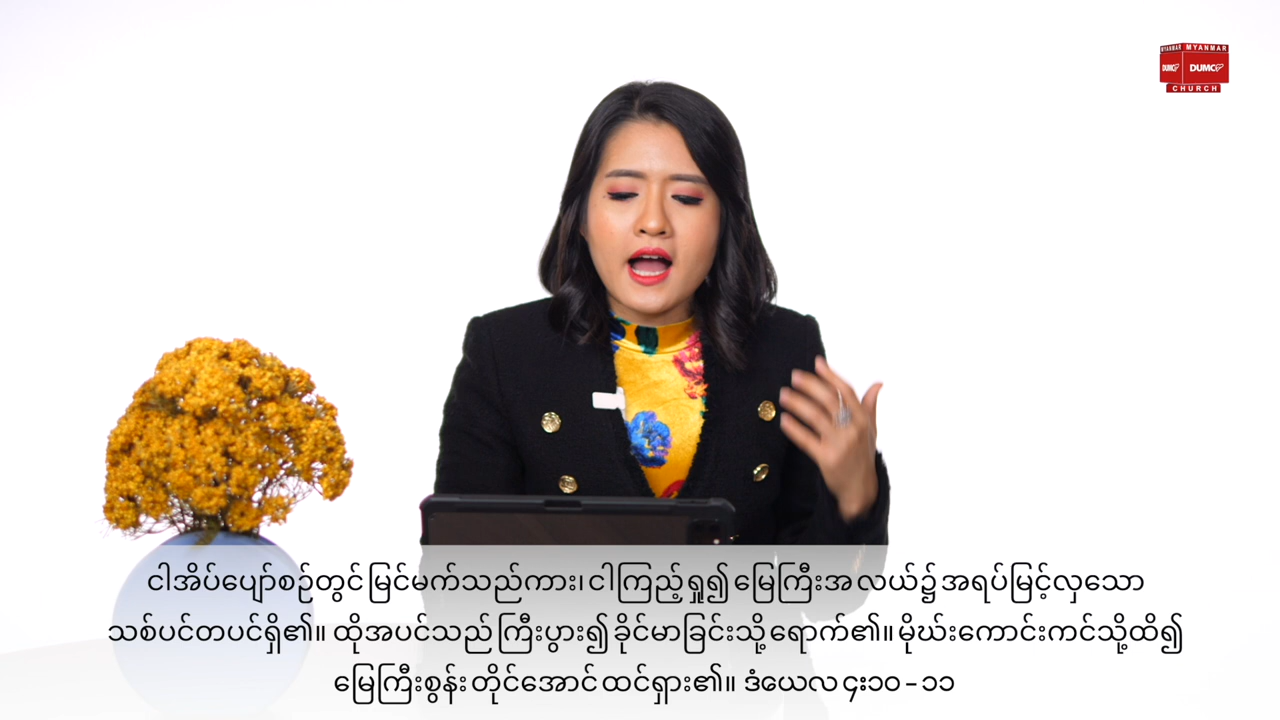 MYANMAR MYANMAR
DUMC DUMC
CHURCH
ငါအိပ်ပျော်စဉ်တွင် မြင်မက်သည်ကား၊ ငါကြည့်ရှု၍ မြေကြီးအလယ်၌ အရပ်မြင့်လှသော
သစ်ပင်တပင်ရှိ၏။ ထိုအပင်သည် ကြီးပွား၍ ခိုင်မာခြင်းသို့ ရောက်၏။ မိုဃ်းကောင်းကင်သို့ထိ၍
မြေကြီးစွန်း တိုင်အောင် ထင်ရှား၏။ ဒံယေလ ၄း၁၀ – ၁၁